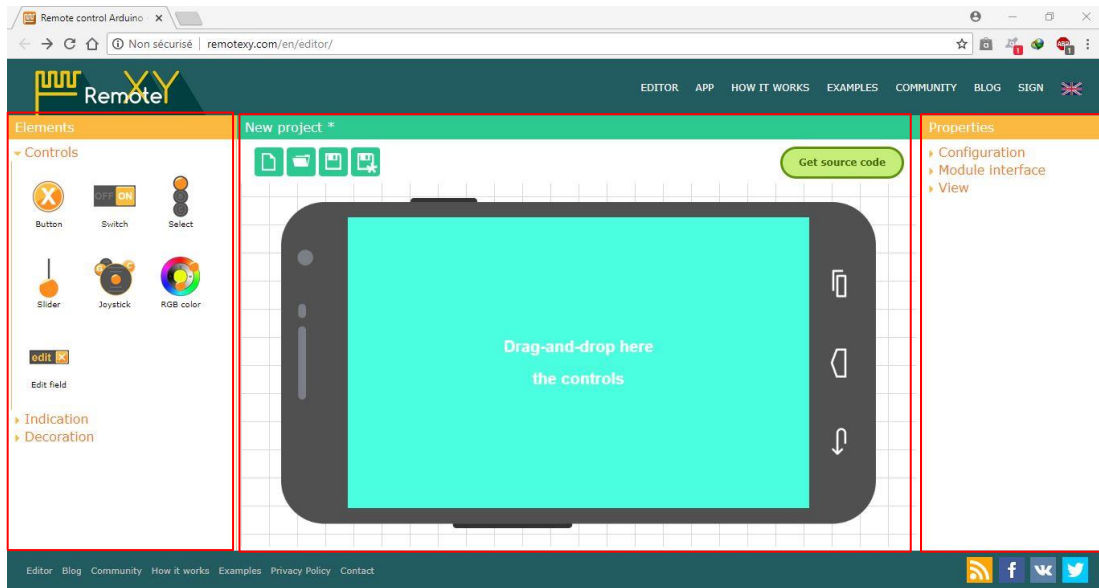 Remote control Arduino
Non sécurisé | remotexy.com/en/editor/
RemoteXY
EDITOR APP HOW IT WORKS EXAMPLES COMMUNITY BLOG SIGN
Elements
Controls
Button Switch Select
OFF ON
Slider Joystick RGB color
edit X
Edit field
Indication
Decoration
New project *
Get source code
Drag-and-drop here
the controls
Properties
Configuration
Module interface
View
Editor Blog Community How it works Examples Privacy Policy Contact